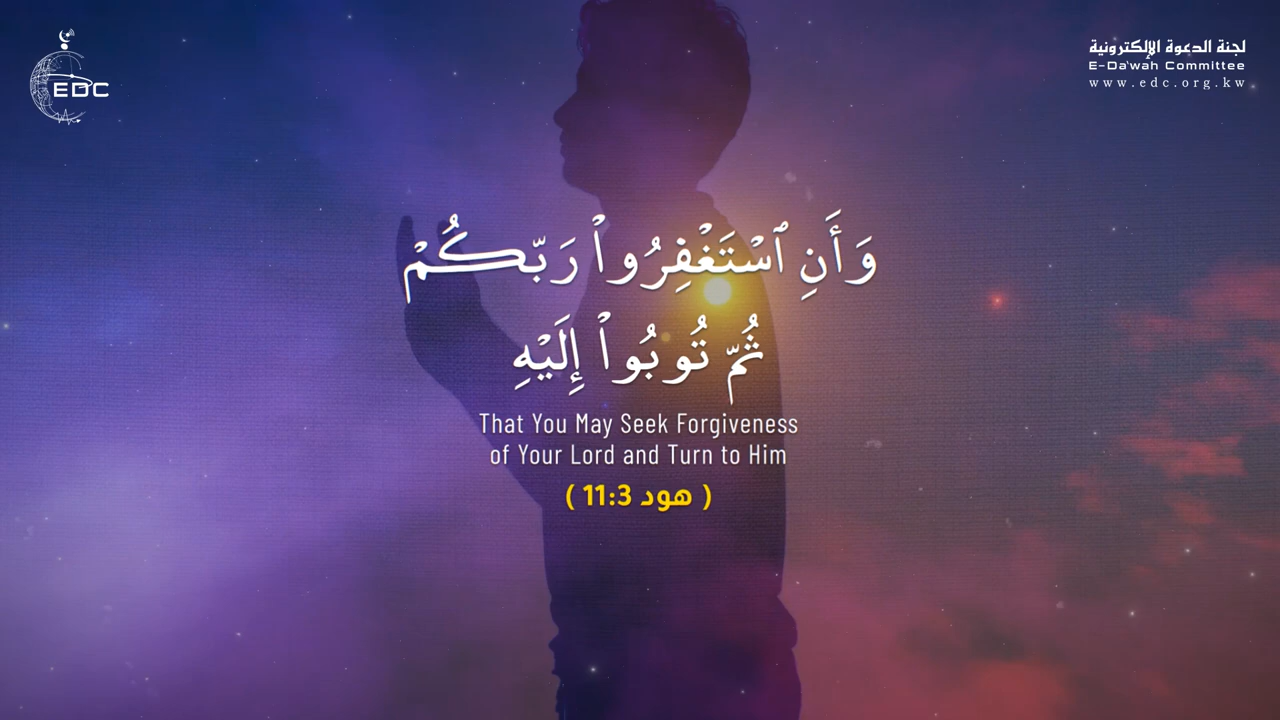 EDC
لجنة الدعوة الإلكترونية
E-Da'wah Committee
www.edc.org.kw
وَأَنِ ٱسْتَغْفِرُوا۟ رَبَّكُمْ
ثُمَّ تُوبُوٓا۟ إِلَيْهِ
That You May Seek Forgiveness
of Your Lord and Turn to Him
( هود 11:3 )